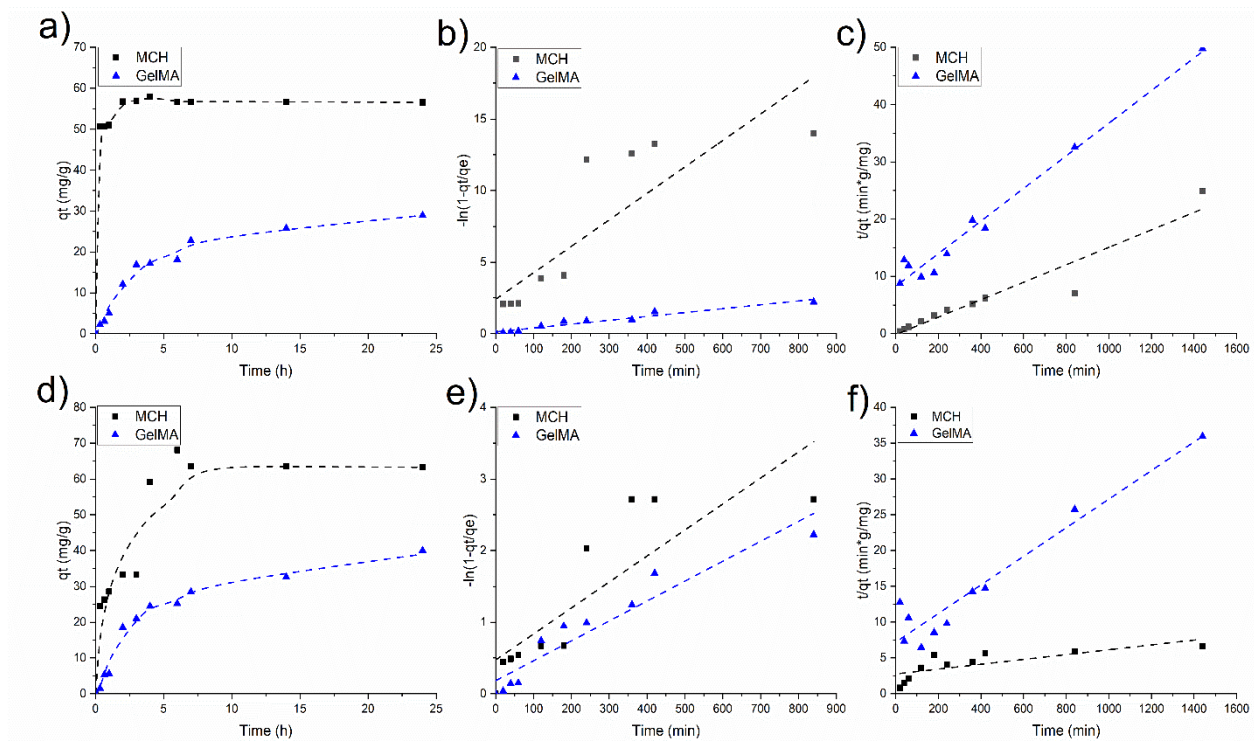 a)
MCH
GelMA
70
60
50
40
30
20
10
0
0 5 10 15 20 25
qt (mg/g)
Time (h)
b)
MCH
GelMA
20
15
10
5
0
0 100 200 300 400 500 600 700 800 900
-ln(1-qt/qe)
Time (min)
c)
MCH
GelMA
50
40
30
20
10
0
0 200 400 600 800 1000 1200 1400 1600
t/qt (min*g/mg)
Time (min)
d)
MCH
GelMA
80
70
60
50
40
30
20
10
0
0 5 10 15 20 25
qt (mg/g)
Time (h)
e)
MCH
GelMA
4
3
2
1
0
0 100 200 300 400 500 600 700 800 900
-ln(1-qt/qe)
Time (min)
f)
MCH
GelMA
40
35
30
25
20
15
10
5
0
0 200 400 600 800 1000 1200 1400 1600
t/qt (min*g/mg)
Time (min)